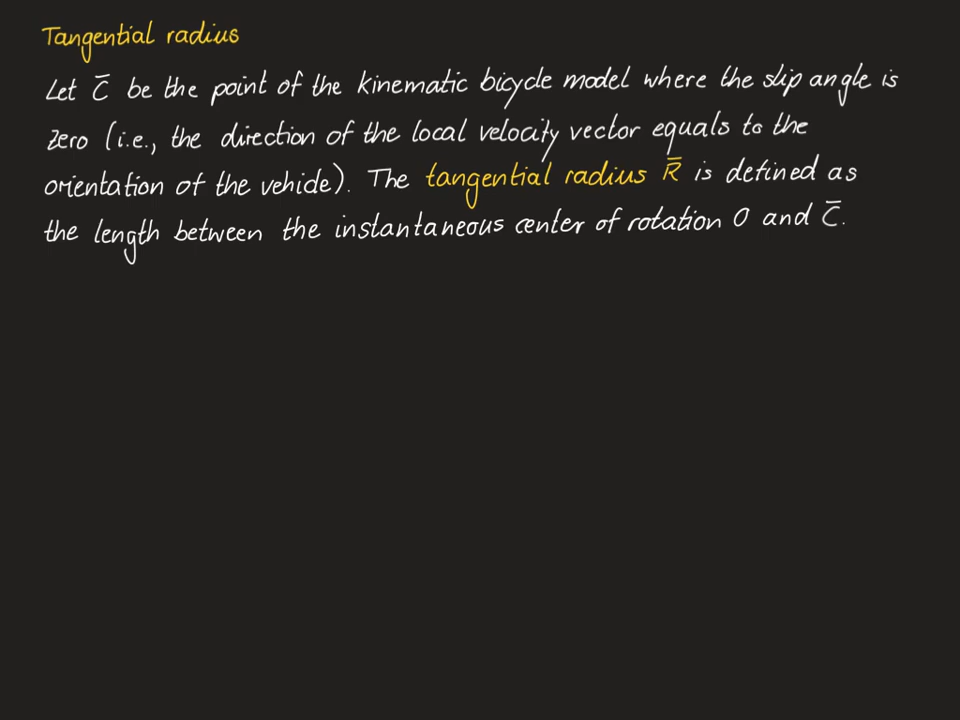 Tangential radius
Let C̄ be the point of the kinematic bicycle model where the slip angle is
zero (i.e., the direction of the local velocity vector equals to the
orientation of the vehicle). The tangential radius R̄ is defined as
the length between the instantaneous center of rotation O and C̄.